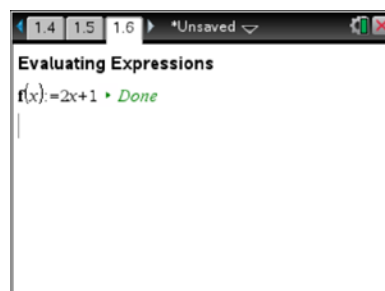 1.4 1.5 1.6 *Unsaved
Evaluating Expressions
f(x):=2x+1 ▸ Done